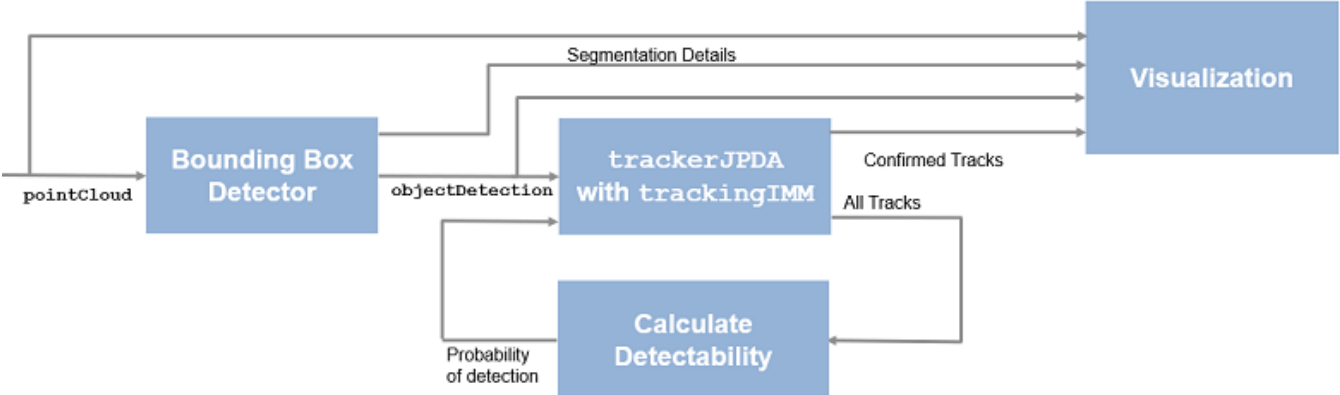 Segmentation Details
Visualization
Bounding Box
Detector
pointCloud
objectDetection
trackerJPDA
with trackingIMM
Confirmed Tracks
All Tracks
Calculate
Detectability
Probability
of detection